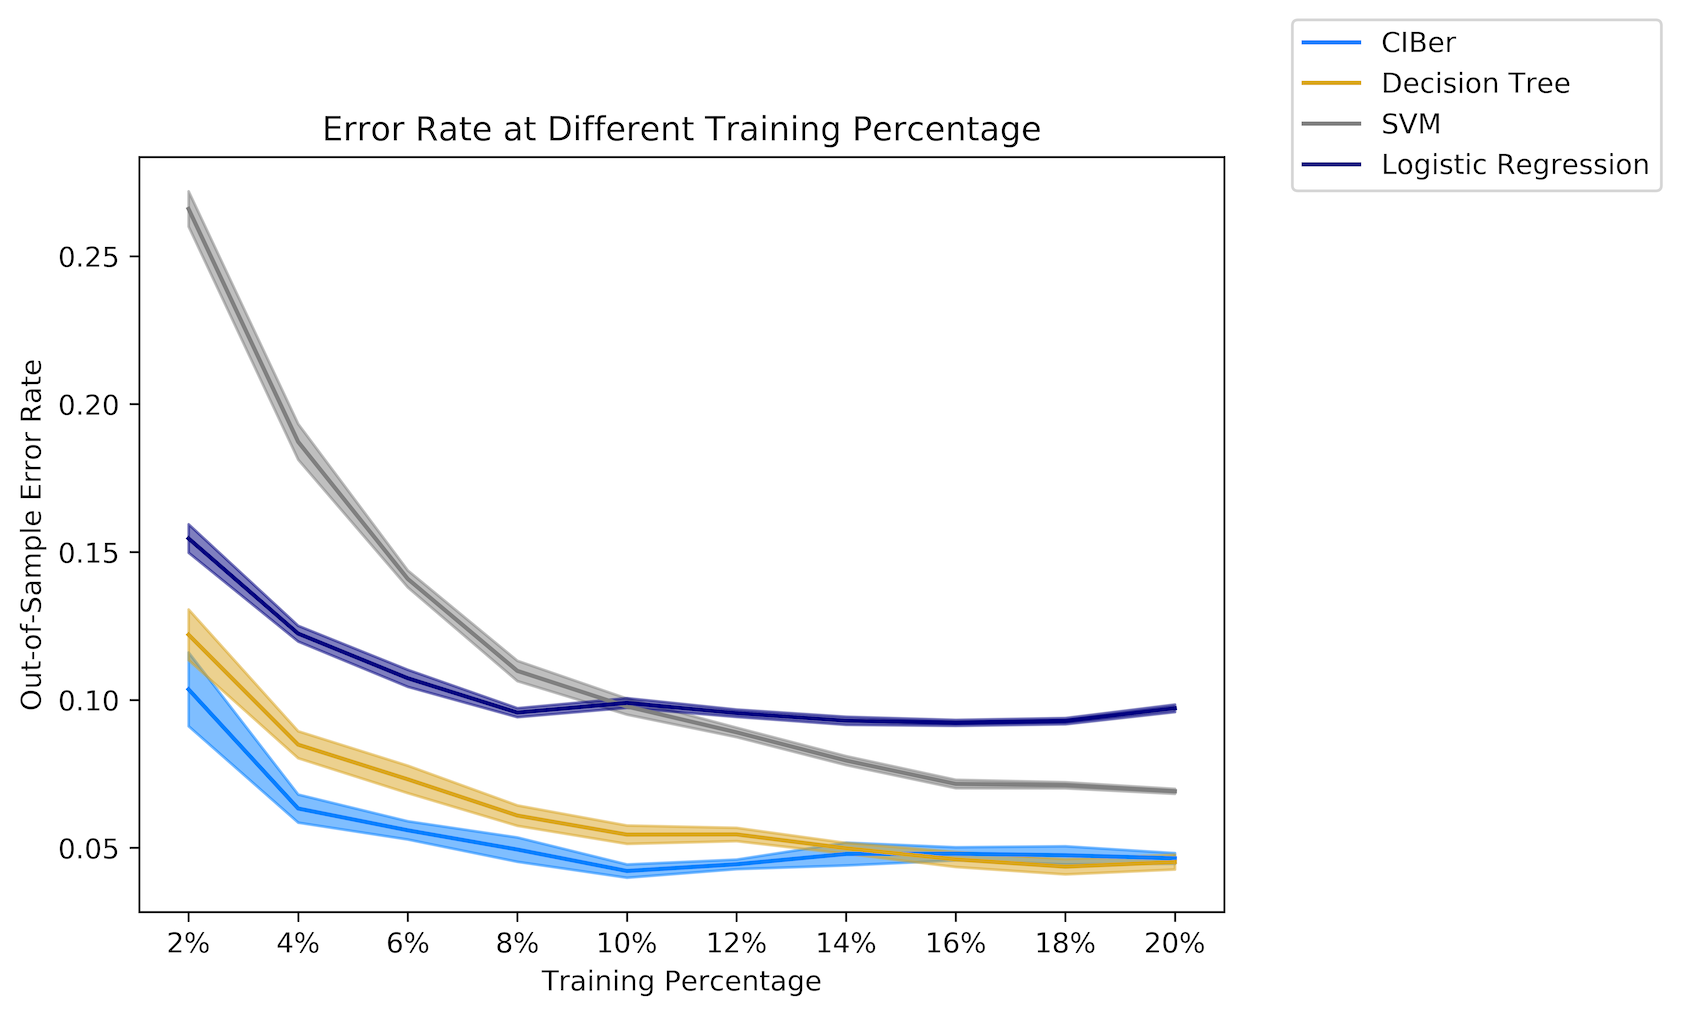 CIBer
Decision Tree
SVM
Logistic Regression
Error Rate at Different Training Percentage
Out-of-Sample Error Rate
0.25
0.20
0.15
0.10
0.05
2% 4% 6% 8% 10% 12% 14% 16% 18% 20%
Training Percentage